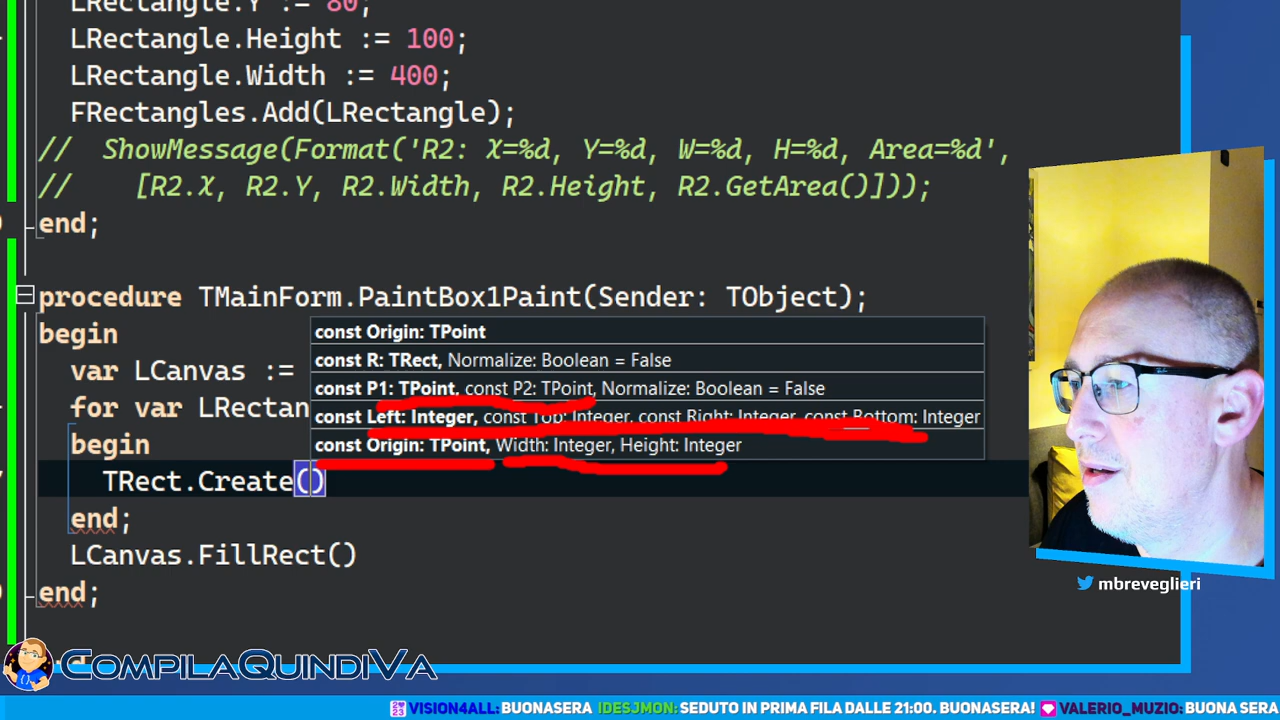 LRectangle.Y := 80;
LRectangle.Height := 100;
LRectangle.Width := 400;
FRectangles.Add(LRectangle);
//  ShowMessage(Format('R2: X=%d, Y=%d, W=%d, H=%d, Area=%d',
//    [R2.X, R2.Y, R2.Width, R2.Height, R2.GetArea()]));
end;
procedure TMainForm.PaintBox1Paint(Sender: TObject);
begin
const Origin: TPoint
const R: TRect, Normalize: Boolean = False
var LCanvas :=
const P1: TPoint, const P2: TPoint, Normalize: Boolean = False
for var LRectan
const Left: Integer, const Top: Integer, const Right: Integer, const Bottom: Integer
begin
const Origin: TPoint, Width: Integer, Height: Integer
TRect.Create()
end;
LCanvas.FillRect()
end;
mbreveglieri
COMPILAQUINDIVA
VISION4ALL: BUONASERA IDESJMON: SEDUTO IN PRIMA FILA DALLE 21:00. BUONASERA! VALERIO_MUZIO: BUONA SERA